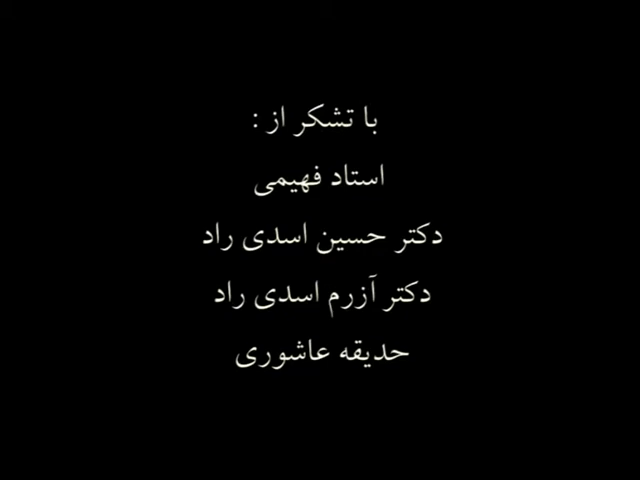 با تشکر از :
استاد فهیمی
دکتر حسین اسدی راد
دکتر آزرم اسدی راد
حدیقه عاشوری